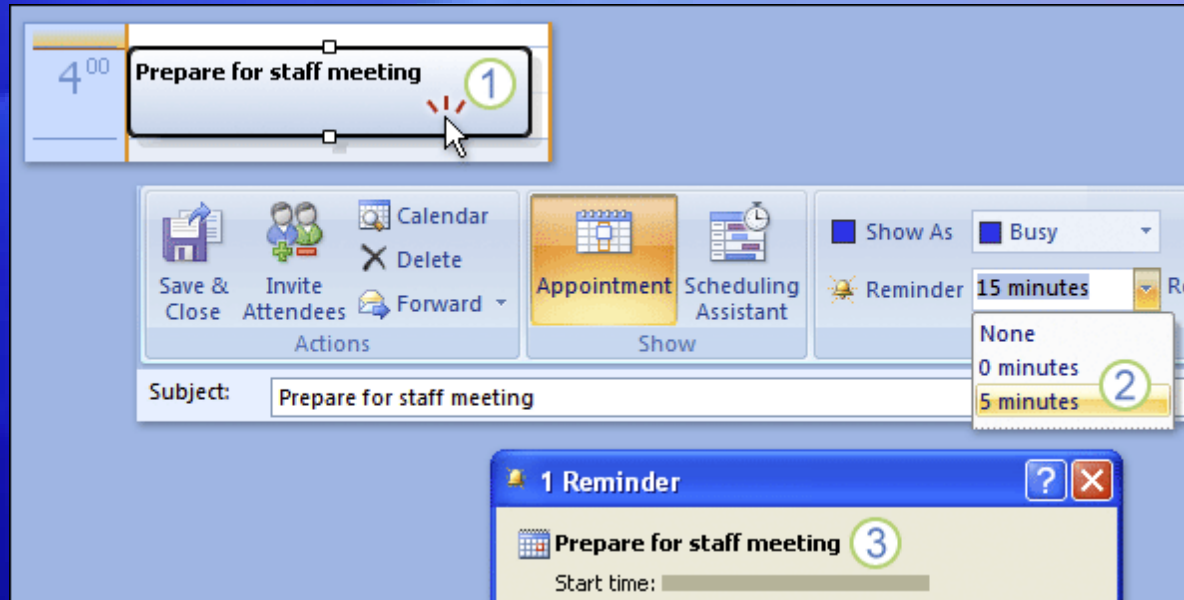 4 00
Prepare for staff meeting
1
Save & Close
Invite Attendees
Calendar
Delete
Forward
Actions
Appointment
Scheduling Assistant
Show
Show As
Busy
Reminder
15 minutes
None
0 minutes
5 minutes
2
Subject:
Prepare for staff meeting
1 Reminder
?
Prepare for staff meeting
3
Start time: